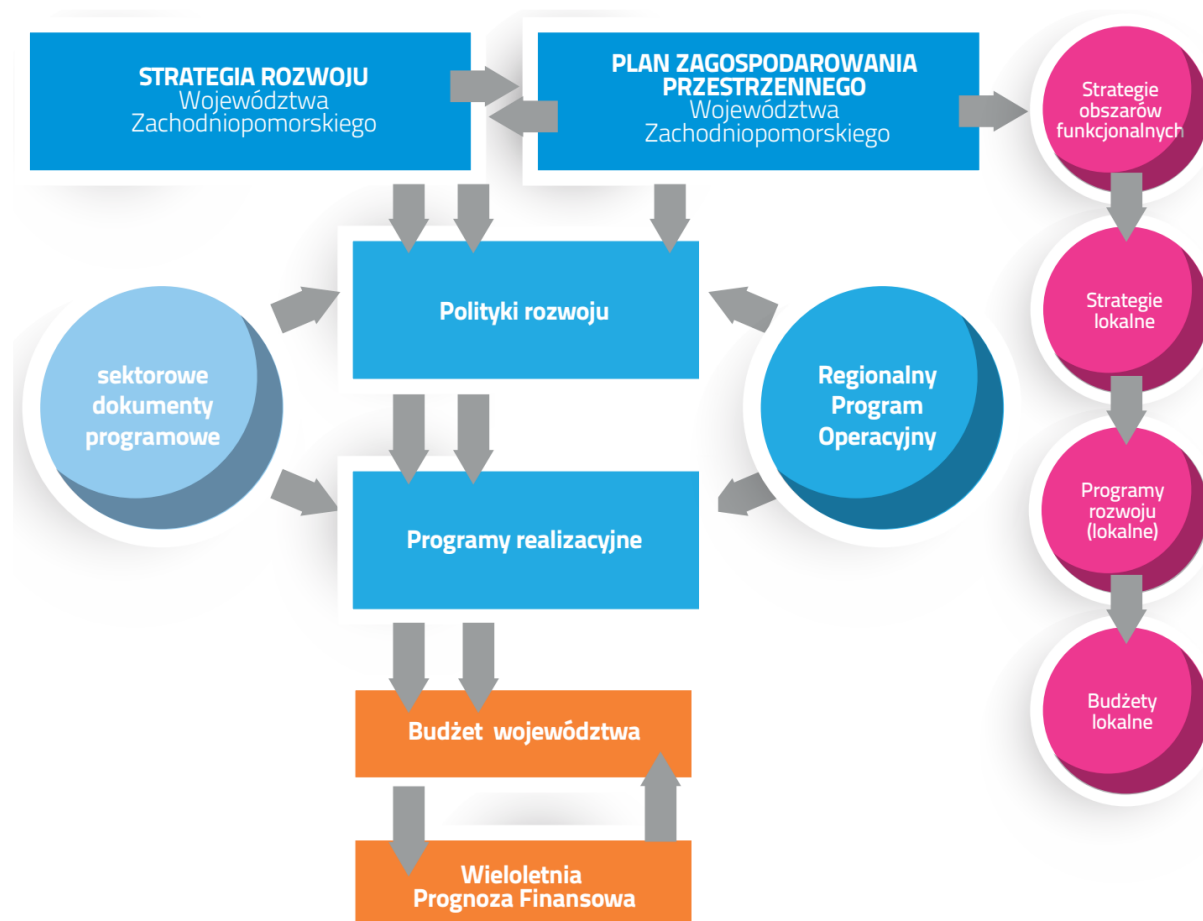 STRATEGIA ROZWOJU
Województwa
Zachodniopomorskiego
PLAN ZAGOSPODAROWANIA
PRZESTRZENNEGO
Województwa
Zachodniopomorskiego
Strategie
obszarów
funkcjonalnych
Polityki rozwoju
Strategie
lokalne
sektorowe
dokumenty
programowe
Regionalny
Program
Operacyjny
Programy realizacyjne
Programy
rozwoju
(lokalne)
Budżet województwa
Budżety
lokalne
Wieloletnia
Prognoza Finansowa